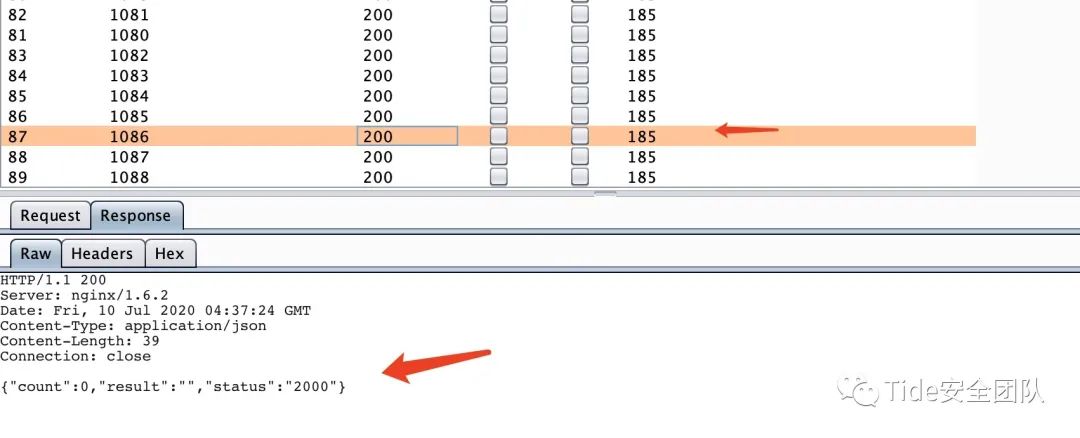 82 1081 200 185
81 1080 200 185
83 1082 200 185
84 1083 200 185
85 1084 200 185
86 1085 200 185
87 1086 200 185
88 1087 200 185
89 1088 200 185
Request Response
Raw Headers Hex
HTTP/1.1 200
Server: nginx/1.6.2
Date: Fri, 10 Jul 2020 04:37:24 GMT
Content-Type: application/json
Content-Length: 39
Connection: close
{"count":0,"result":"","status":"2000"}
Tide安全团队